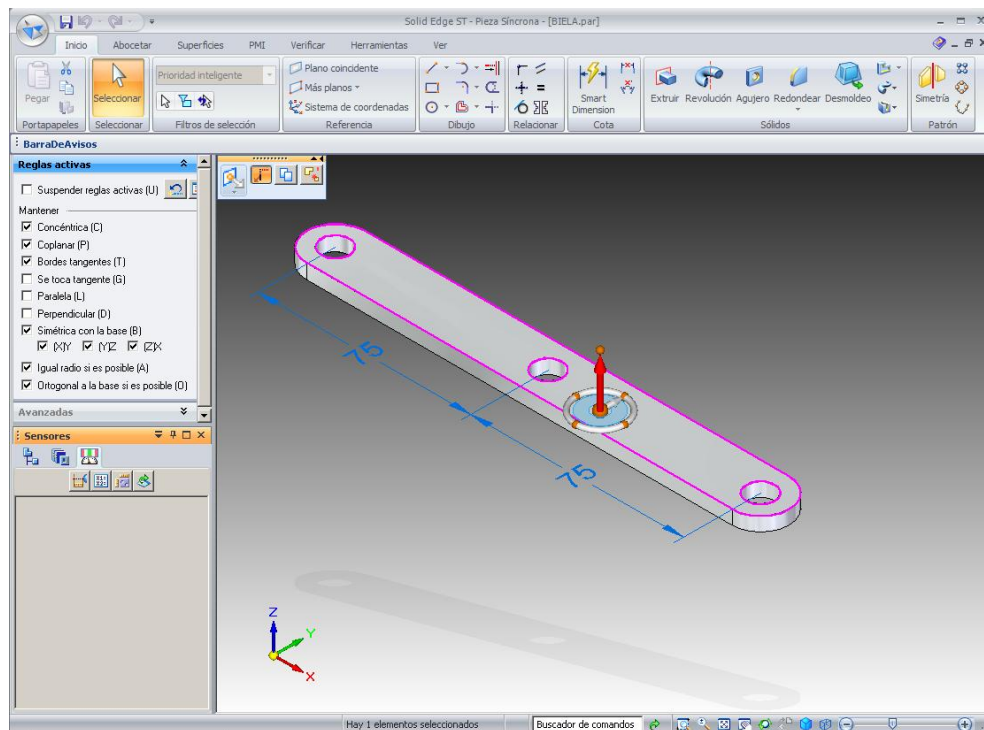 Solid Edge ST - Pieza Síncrona - [BIELA.par]
Inicio Abocetar Superficies PMI Verificar Herramientas Ver
Pegar
Seleccionar
Prioridad inteligente
Plano coincidente
Más planos
Sistema de coordenadas
Smart Dimension
Extruir Revolución Agujero Redondear Desmoldeo
Simetría
Portapapeles Seleccionar Filtros de selección Referencia Dibujo Relacionar Cota Sólidos Patrón
BarraDeAvisos
Reglas activas
Suspender reglas activas (U)
Mantener
Concéntrica (C)
Coplanar (P)
Bordes tangentes (T)
Se toca tangente (G)
Paralela (L)
Perpendicular (D)
Simétrica con la base (B)
(X)Y (Y)Z (Z)X
Igual radio si es posible (A)
Ortogonal a la base si es posible (O)
Avanzadas
Sensores
75
75
Z
Y
X
Hay 1 elementos seleccionados Buscador de comandos